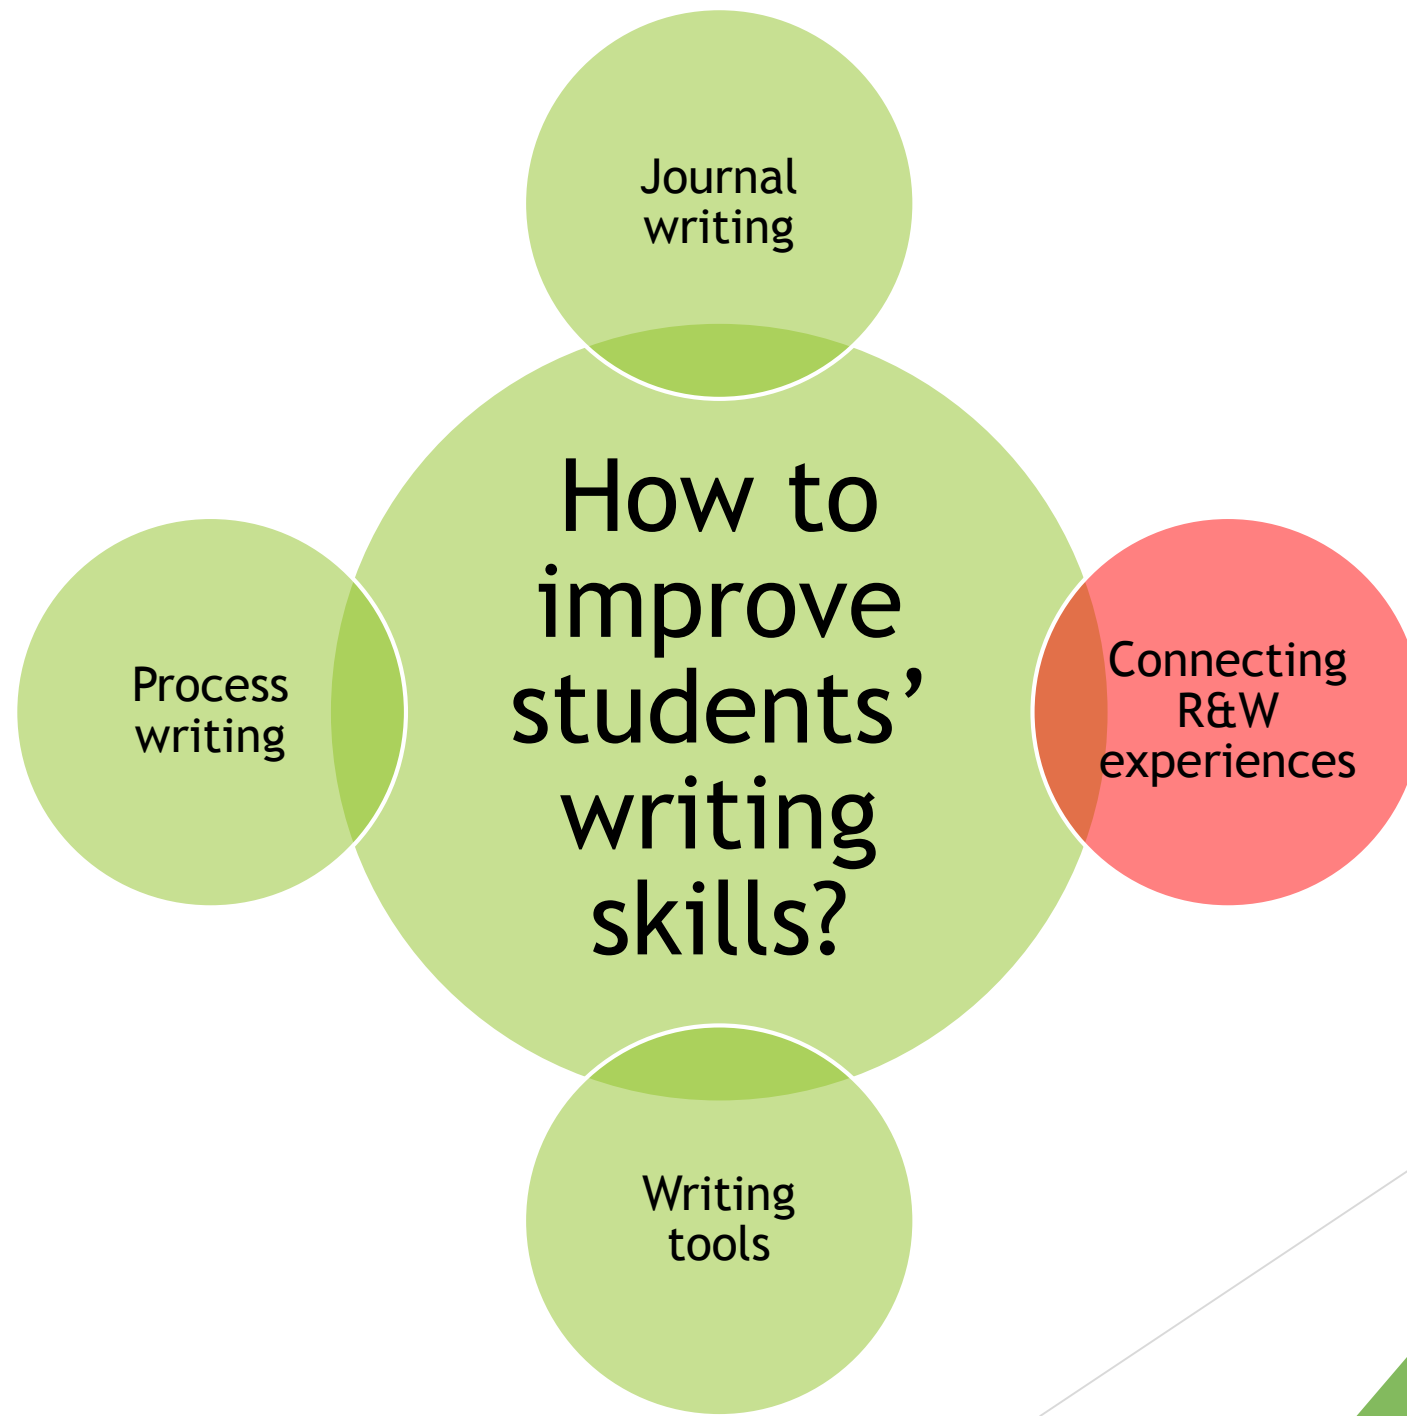 Journal
writing
How to
improve
students’
writing
skills?
Connecting
R&W
experiences
Process
writing
Writing
tools